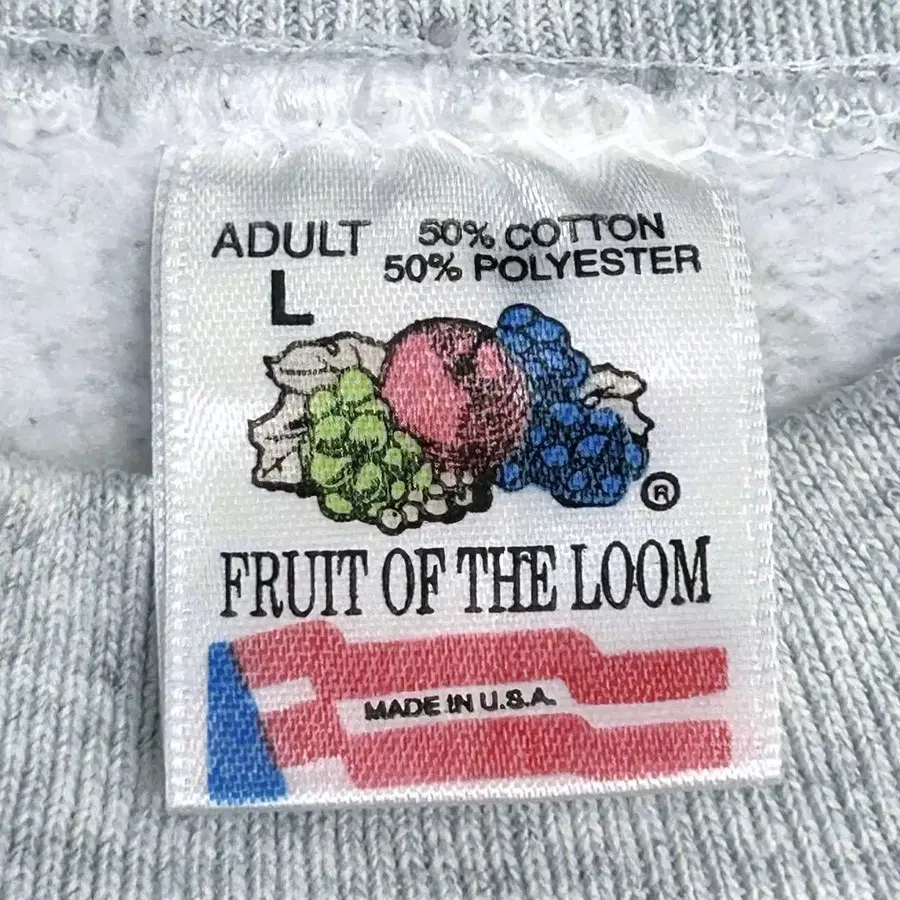 ADULT 50% COTTON
L 50% POLYESTER
®
FRUIT OF THE LOOM
MADE IN U.S.A.